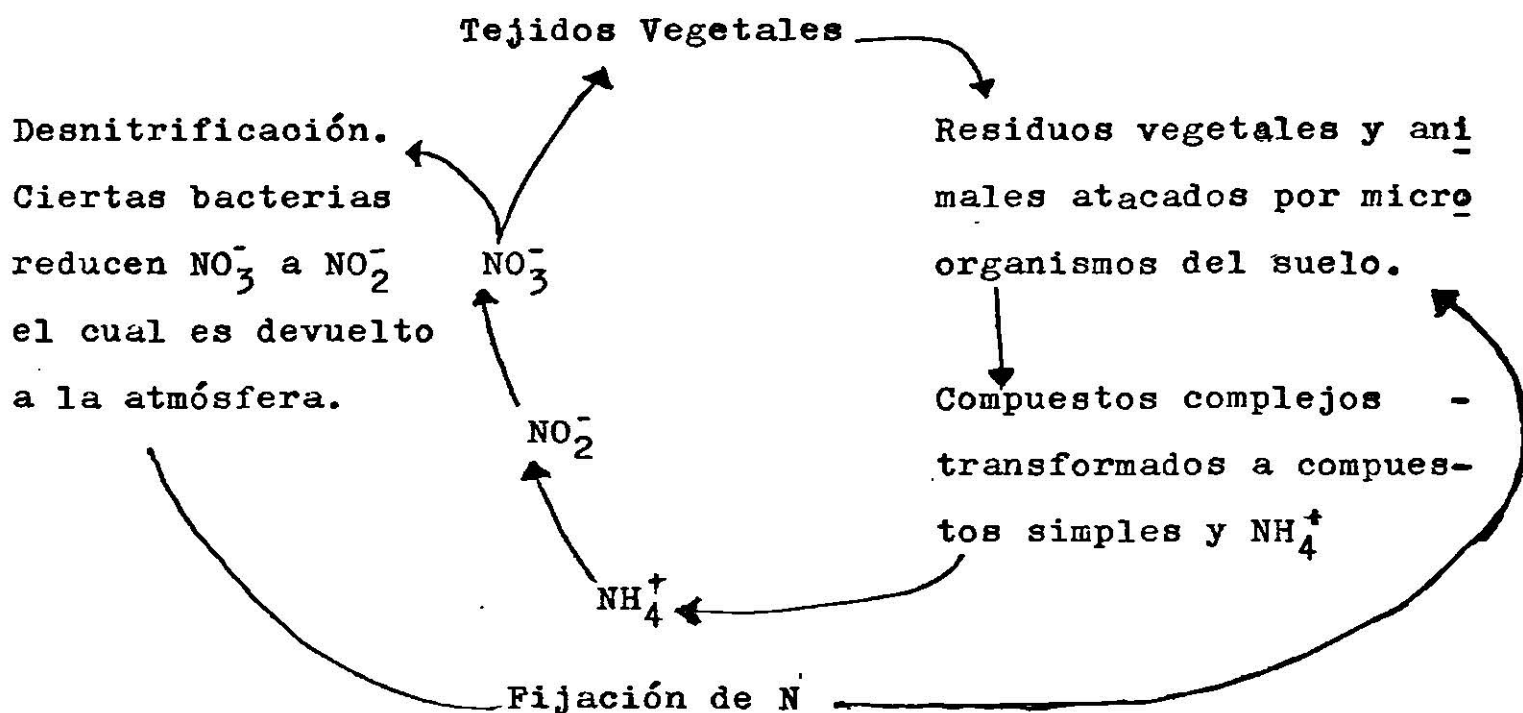 Tejidos Vegetales
Desnitrificación.
Ciertas bacterias
reducen NO₃⁻ a NO₂⁻
el cual es devuelto
a la atmósfera.
NO₃⁻
NO₂⁻
NH₄⁺
Residuos vegetales y ani
males atacados por micro
organismos del suelo.
Compuestos complejos -
transformados a compues-
tos simples y NH₄⁺
Fijación de N